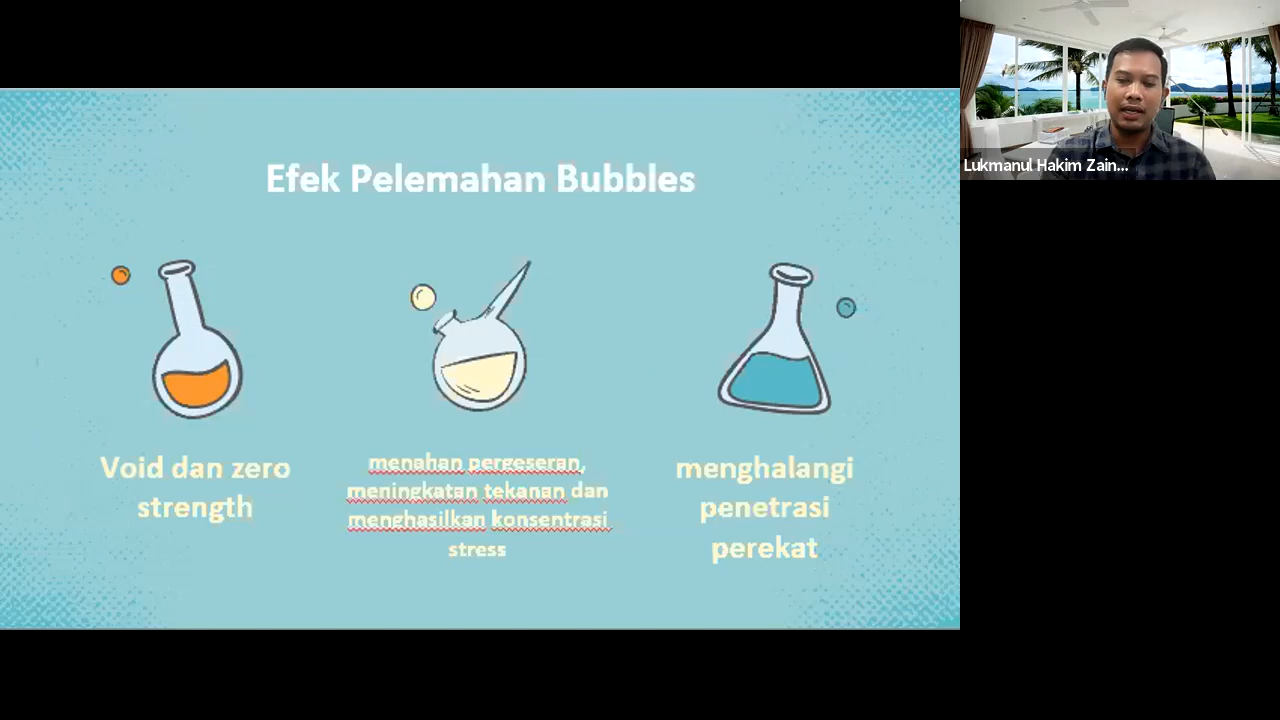 Efek Pelemahan Bubbles
Lukmanul Hakim Zain...
Void dan zero
strength
menahan pergeseran,
meningkatan tekanan dan
menghasilkan konsentrasi
stress
menghalangi
penetrasi
perekat